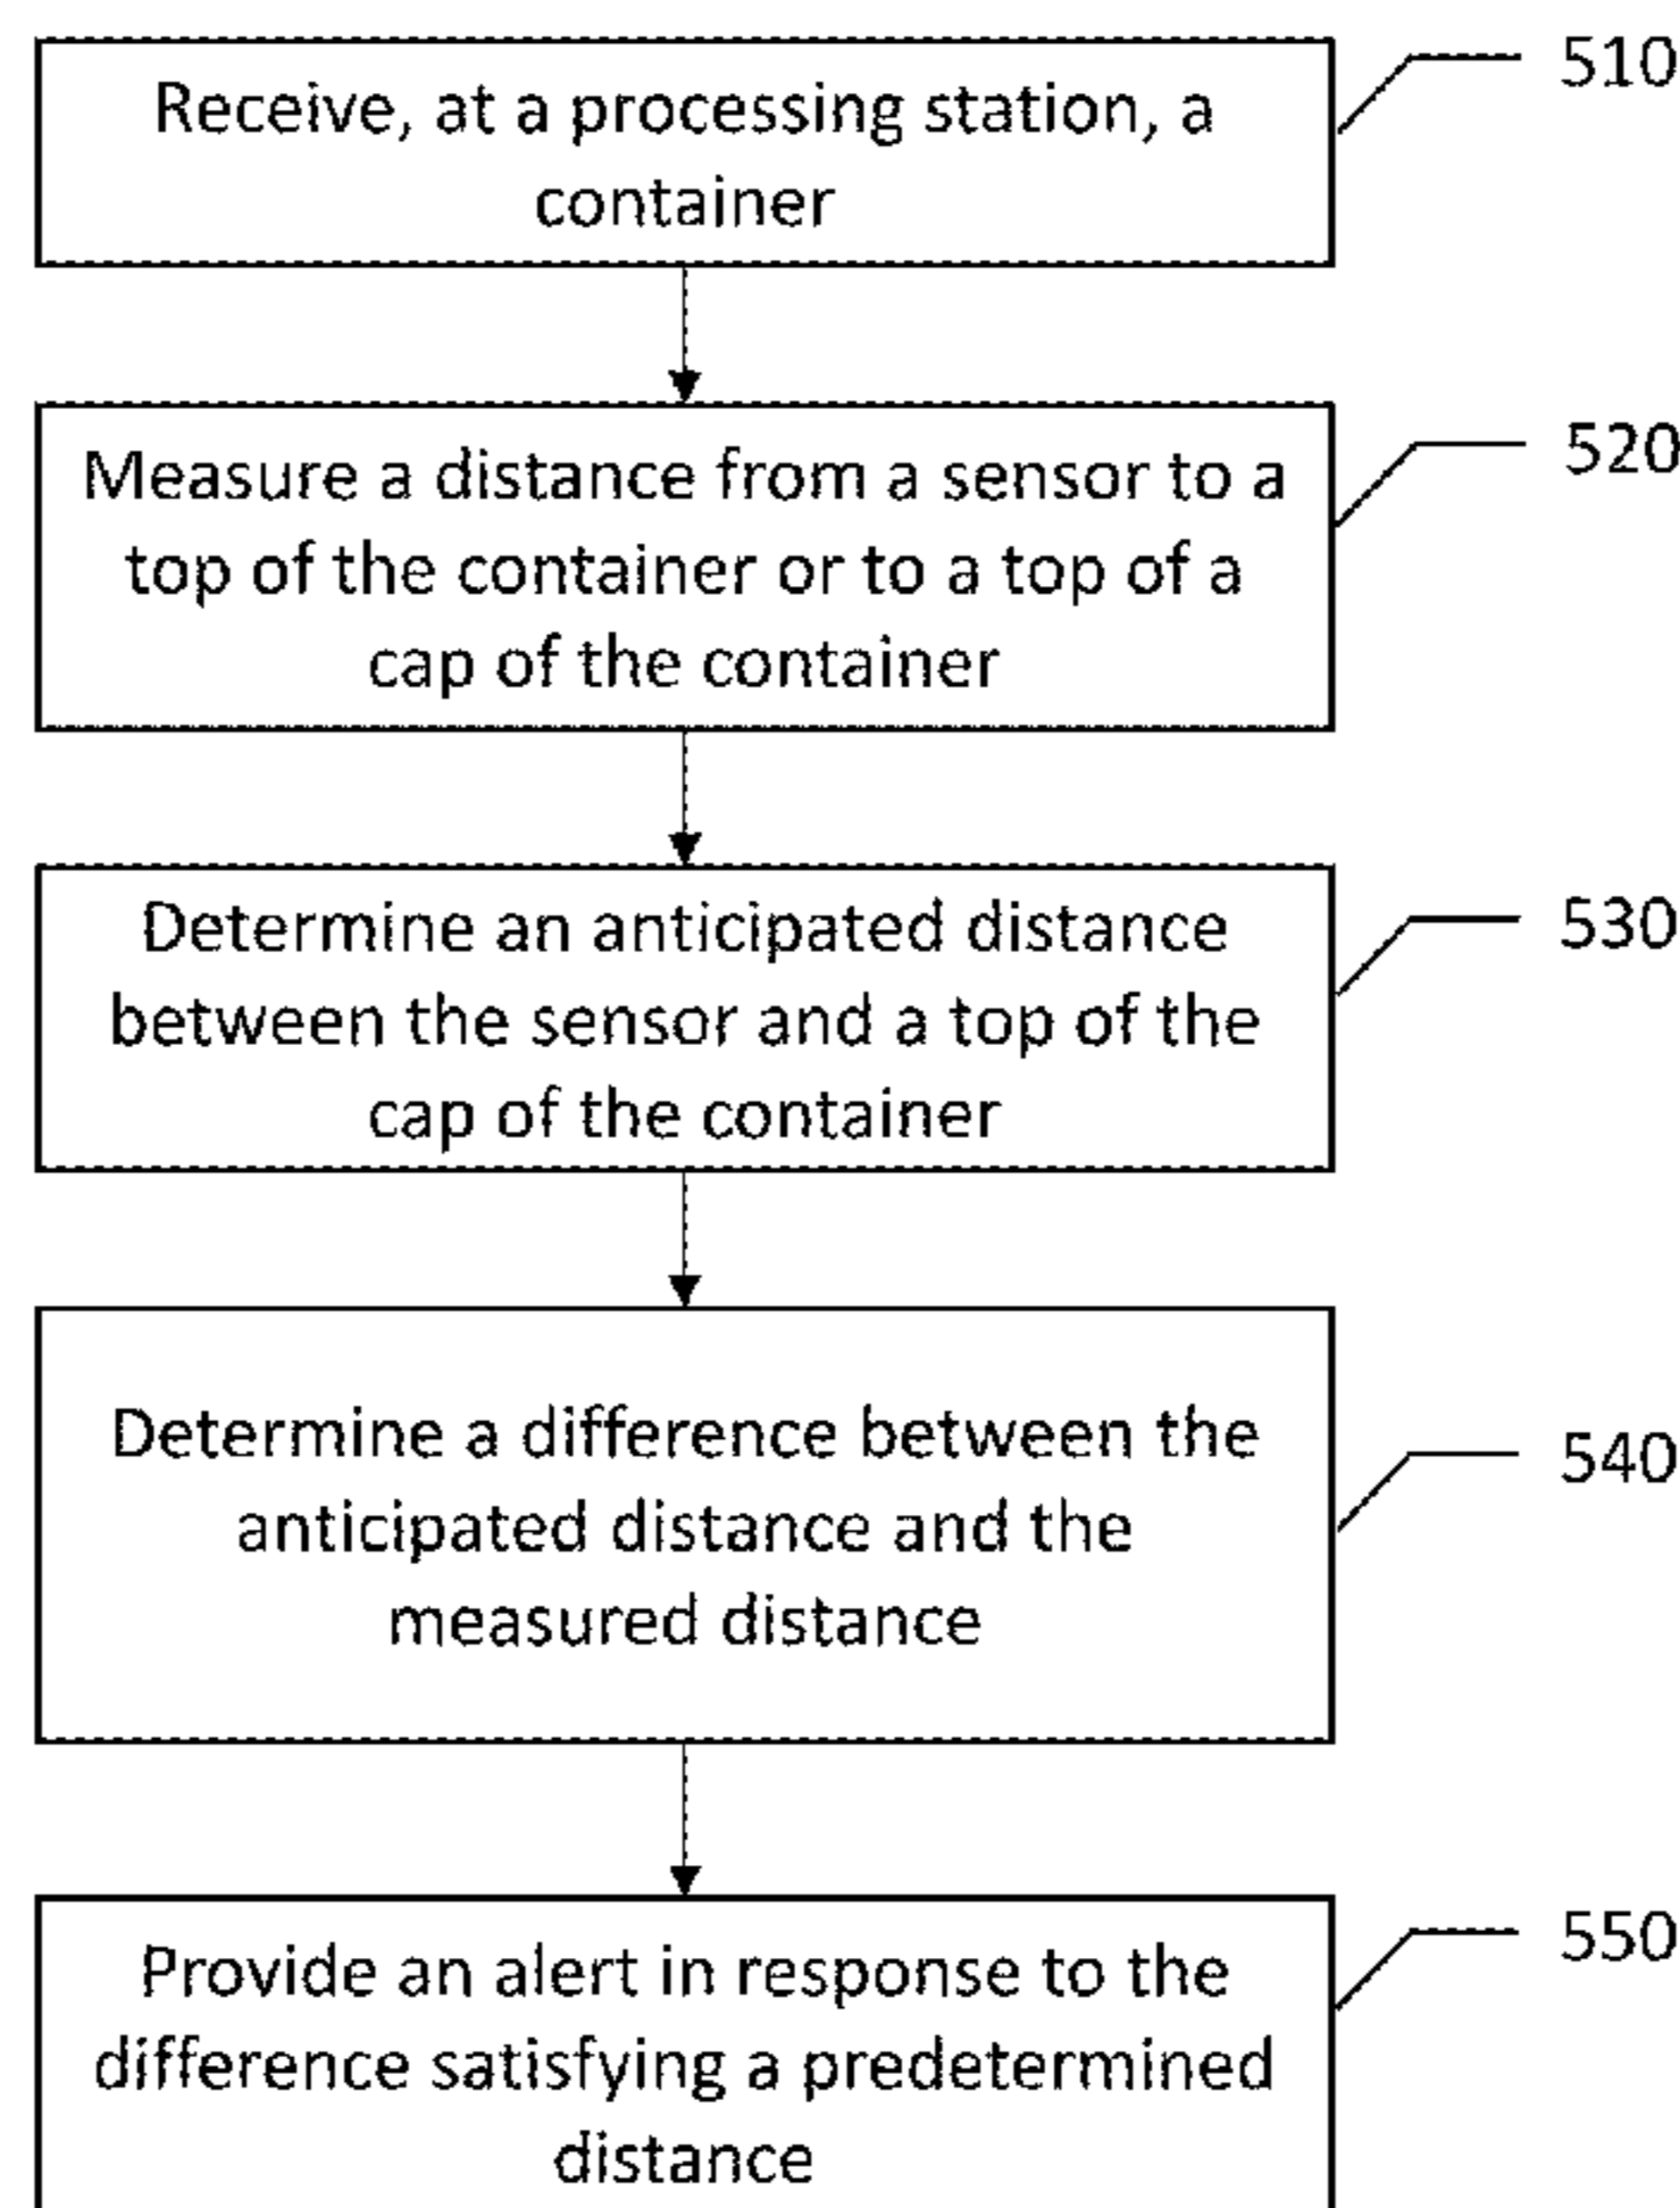 Receive, at a processing station, a
container
510
Measure a distance from a sensor to a
top of the container or to a top of a
cap of the container
520
Determine an anticipated distance
between the sensor and a top of the
cap of the container
530
Determine a difference between the
anticipated distance and the
measured distance
540
Provide an alert in response to the
difference satisfying a predetermined
distance
550